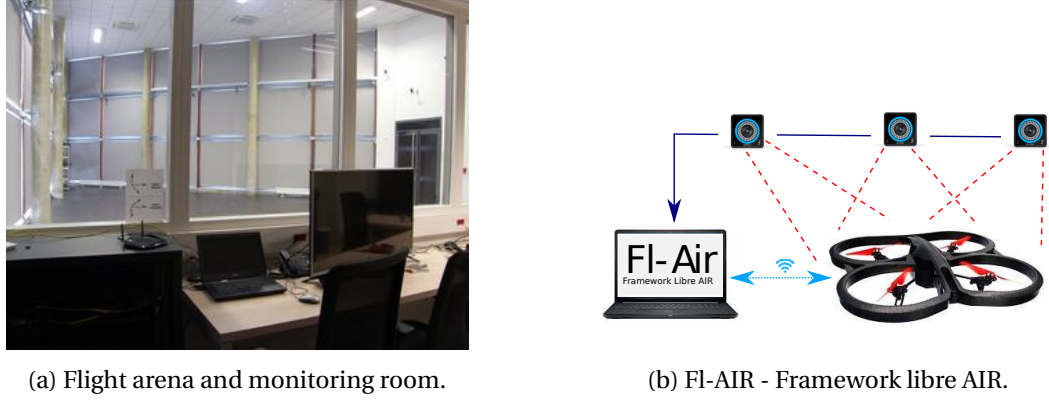 Fl-Air
Framework Libre AIR
(a) Flight arena and monitoring room.
(b) Fl-AIR - Framework libre AIR.